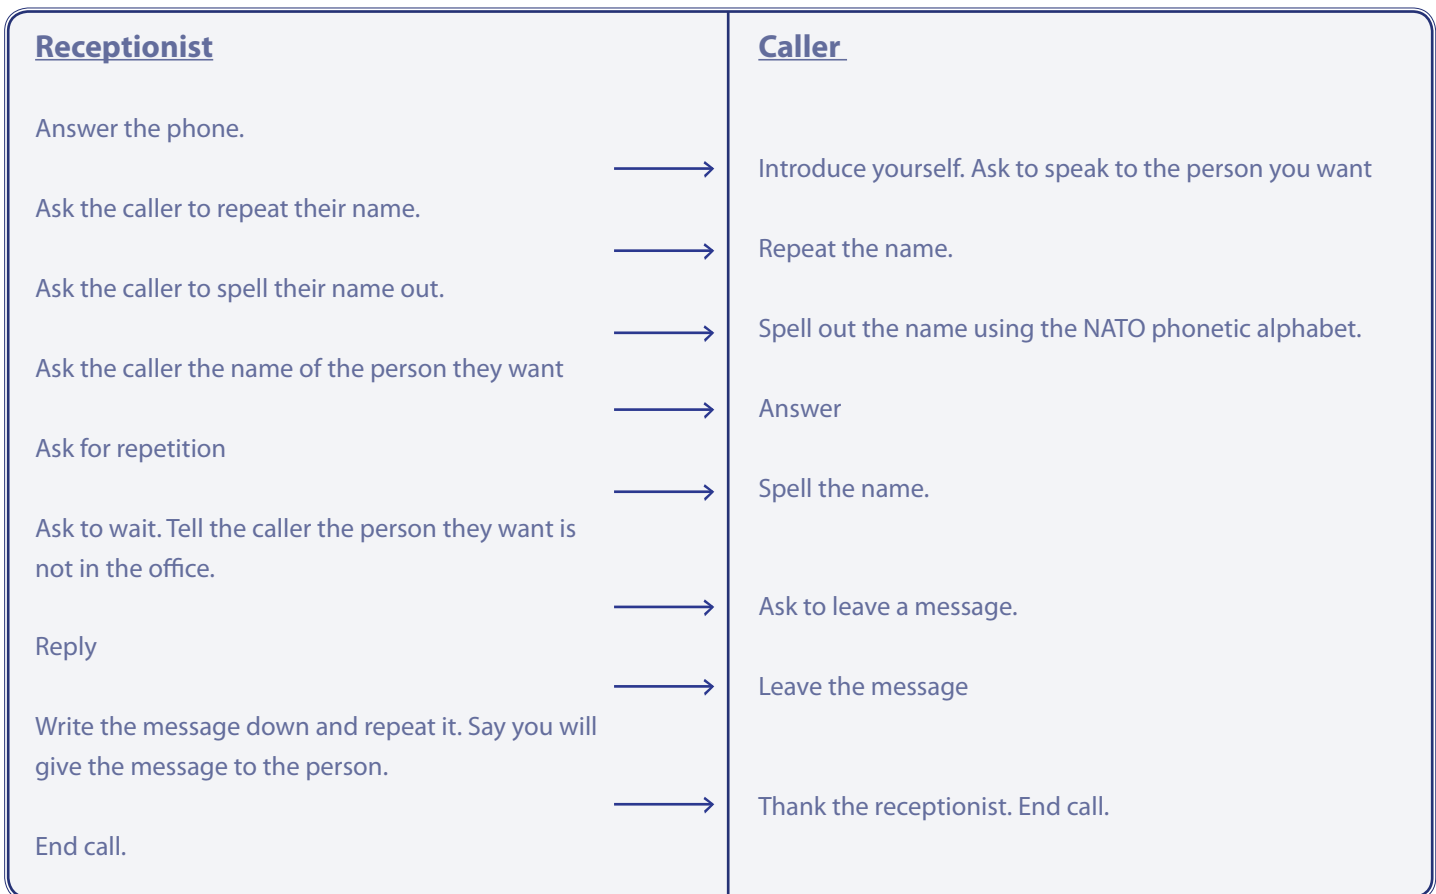 Receptionist
Caller
Answer the phone.
Introduce yourself. Ask to speak to the person you want
Ask the caller to repeat their name.
Repeat the name.
Ask the caller to spell their name out.
Spell out the name using the NATO phonetic alphabet.
Ask the caller the name of the person they want
Answer
Ask for repetition
Spell the name.
Ask to wait. Tell the caller the person they want is
not in the office.
Ask to leave a message.
Reply
Leave the message
Write the message down and repeat it. Say you will
give the message to the person.
Thank the receptionist. End call.
End call.